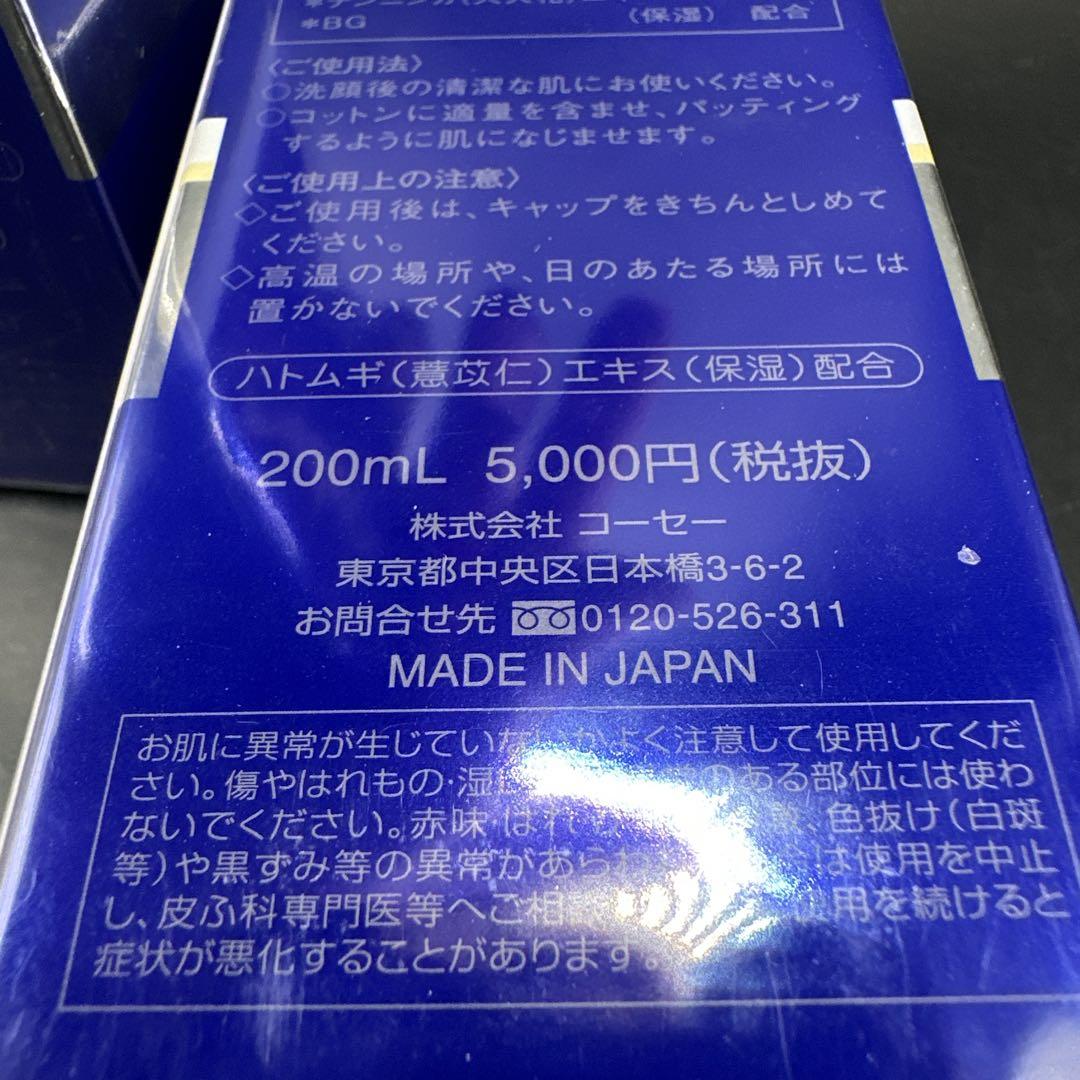 *BG (保湿) 配合
〈ご使用法〉
○洗顔後の清潔な肌にお使いください。
○コットンに適量を含ませ、パッティング
するように肌になじませます。
〈ご使用上の注意〉
◇ご使用後は、キャップをきちんとしめて
ください。
◇高温の場所や、日のあたる場所には
置かないでください。
ハトムギ(薏苡仁)エキス(保湿)配合
200mL 5,000円(税抜)
株式会社 コーセー
東京都中央区日本橋3-6-2
お問合せ先 0120-526-311
MADE IN JAPAN
お肌に異常が生じていな よく注意して使用してくだ
さい。傷やはれもの・湿 のある部位には使わ
ないでください。赤味 はれ 色抜け(白斑
等)や黒ずみ等の異常があらわ は使用を中止
し、皮ふ科専門医等へご相談 用を続けると
症状が悪化することがあります。